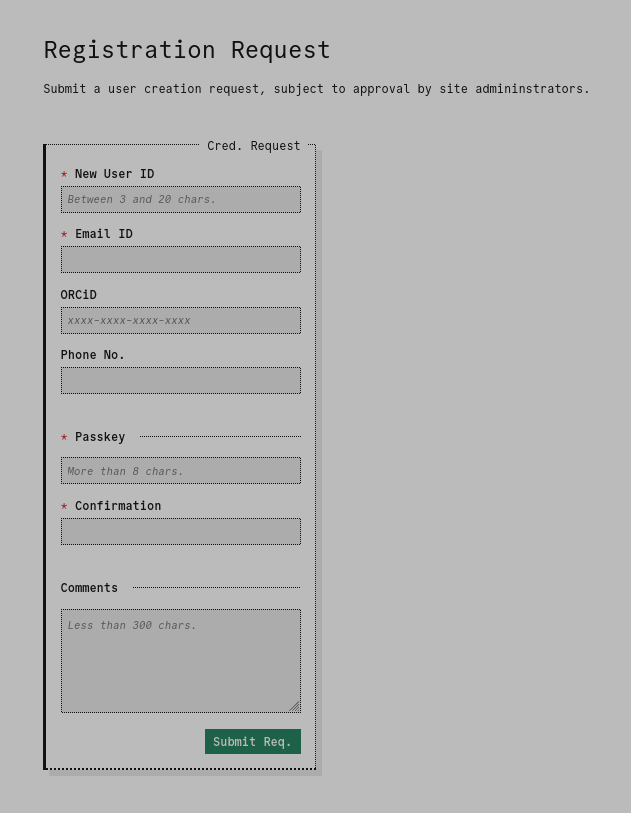 Registration Request
Submit a user creation request, subject to approval by site admininstrators.
Cred. Request
* New User ID
Between 3 and 20 chars.
* Email ID
ORCiD
xxxx-xxxx-xxxx-xxxx
Phone No.
* Passkey
More than 8 chars.
* Confirmation
Comments
Less than 300 chars.
Submit Req.